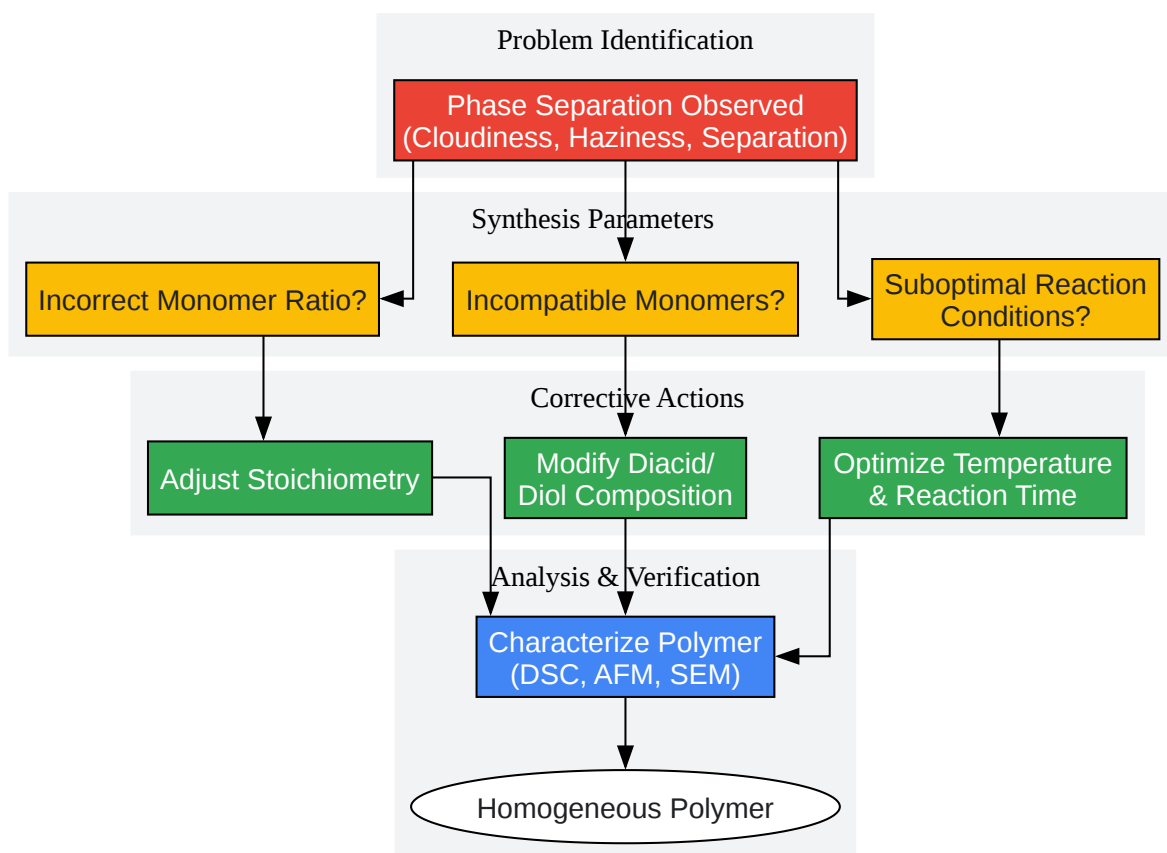 Problem Identification
Phase Separation Observed
(Cloudiness, Haziness, Separation)
Synthesis Parameters
Incorrect Monomer Ratio?
Incompatible Monomers?
Suboptimal Reaction
Conditions?
Corrective Actions
Adjust Stoichiometry
Modify Diacid/
Diol Composition
Optimize Temperature
& Reaction Time
Analysis & Verification
Characterize Polymer
(DSC, AFM, SEM)
Homogeneous Polymer